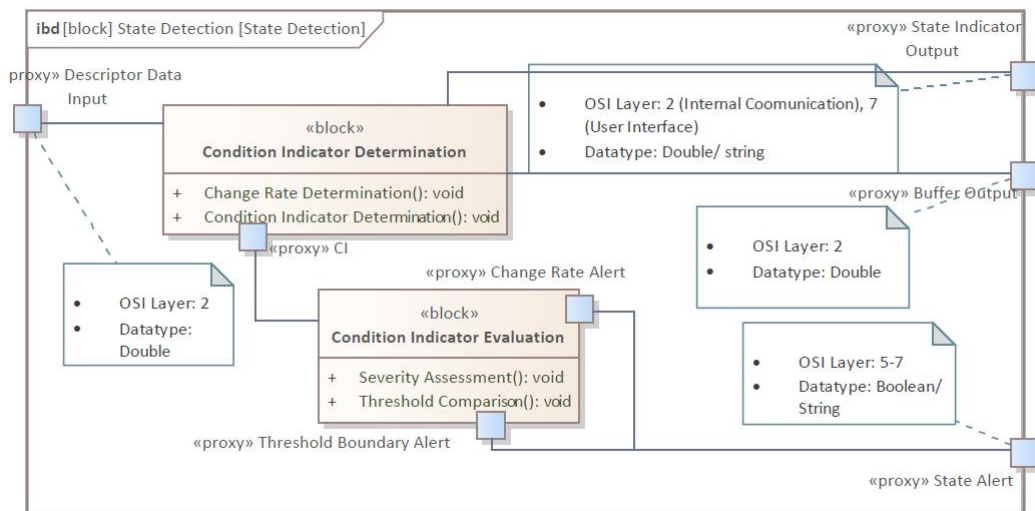 ibd [block] State Detection [State Detection]
«proxy» State Indicator
Output
proxy» Descriptor Data
Input
• OSI Layer: 2 (Internal Coomunication), 7
(User Interface)
• Datatype: Double/ string
«block»
Condition Indicator Determination
+ Change Rate Determination(): void
+ Condition Indicator Determination(): void
«proxy» Buffer Output
«proxy» CI
• OSI Layer: 2
• Datatype: Double
«proxy» Change Rate Alert
• OSI Layer: 2
• Datatype:
Double
«block»
Condition Indicator Evaluation
+ Severity Assessment(): void
+ Threshold Comparison(): void
• OSI Layer: 5-7
• Datatype: Boolean/
String
«proxy» Threshold Boundary Alert
«proxy» State Alert